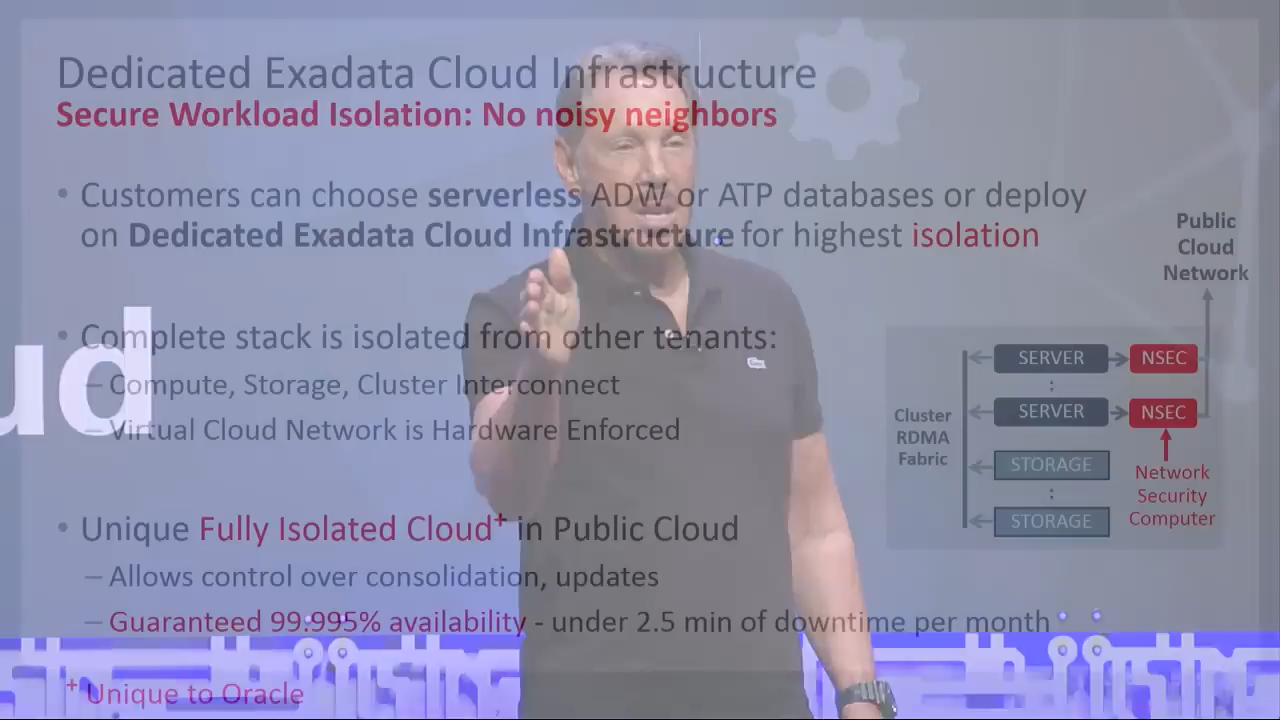 Dedicated Exadata Cloud Infrastructure
Secure Workload Isolation: No noisy neighbors
• Customers can choose serverless ADW or ATP databases or deploy
on Dedicated Exadata Cloud Infrastructure for highest isolation
• Complete stack is isolated from other tenants:
– Compute, Storage, Cluster Interconnect
– Virtual Cloud Network is Hardware Enforced
• Unique Fully Isolated Cloud+ in Public Cloud
– Allows control over consolidation, updates
– Guaranteed 99.995% availability - under 2.5 min of downtime per month
+ Unique to Oracle
Public
Cloud
Network
SERVER
NSEC
:
SERVER
NSEC
Cluster
RDMA
Fabric
STORAGE
:
STORAGE
Network
Security
Computer
ud